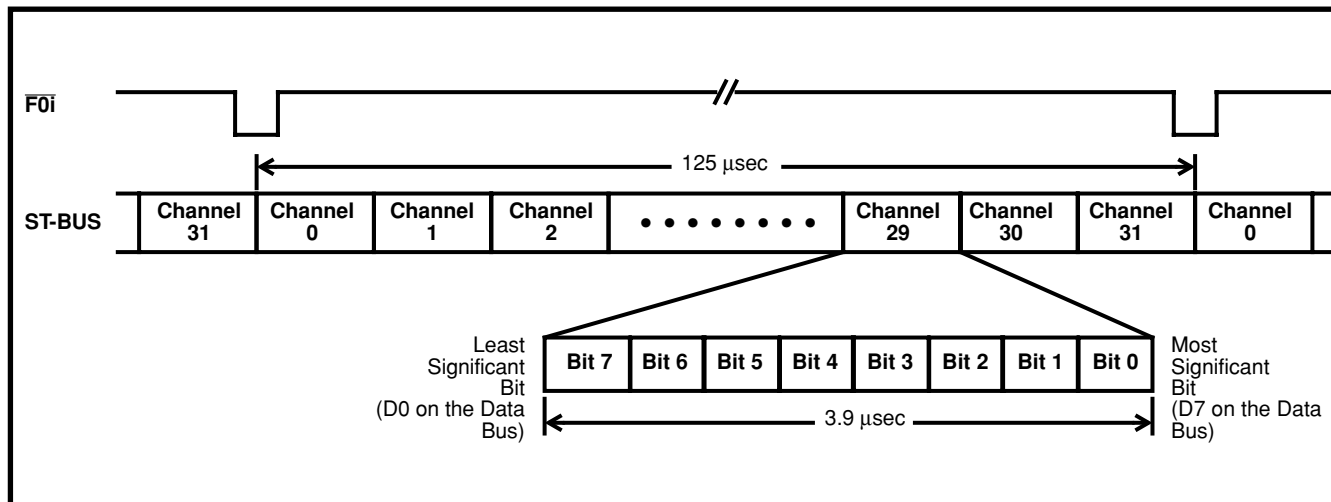 F0i
125 µsec
ST-BUS
Channel 31
Channel 0
Channel 1
Channel 2
Channel 29
Channel 30
Channel 31
Channel 0
Least
Significant
Bit
(D0 on the Data
Bus)
Bit 7 Bit 6 Bit 5 Bit 4 Bit 3 Bit 2 Bit 1 Bit 0
Most
Significant
Bit
(D7 on the Data
Bus)
3.9 µsec